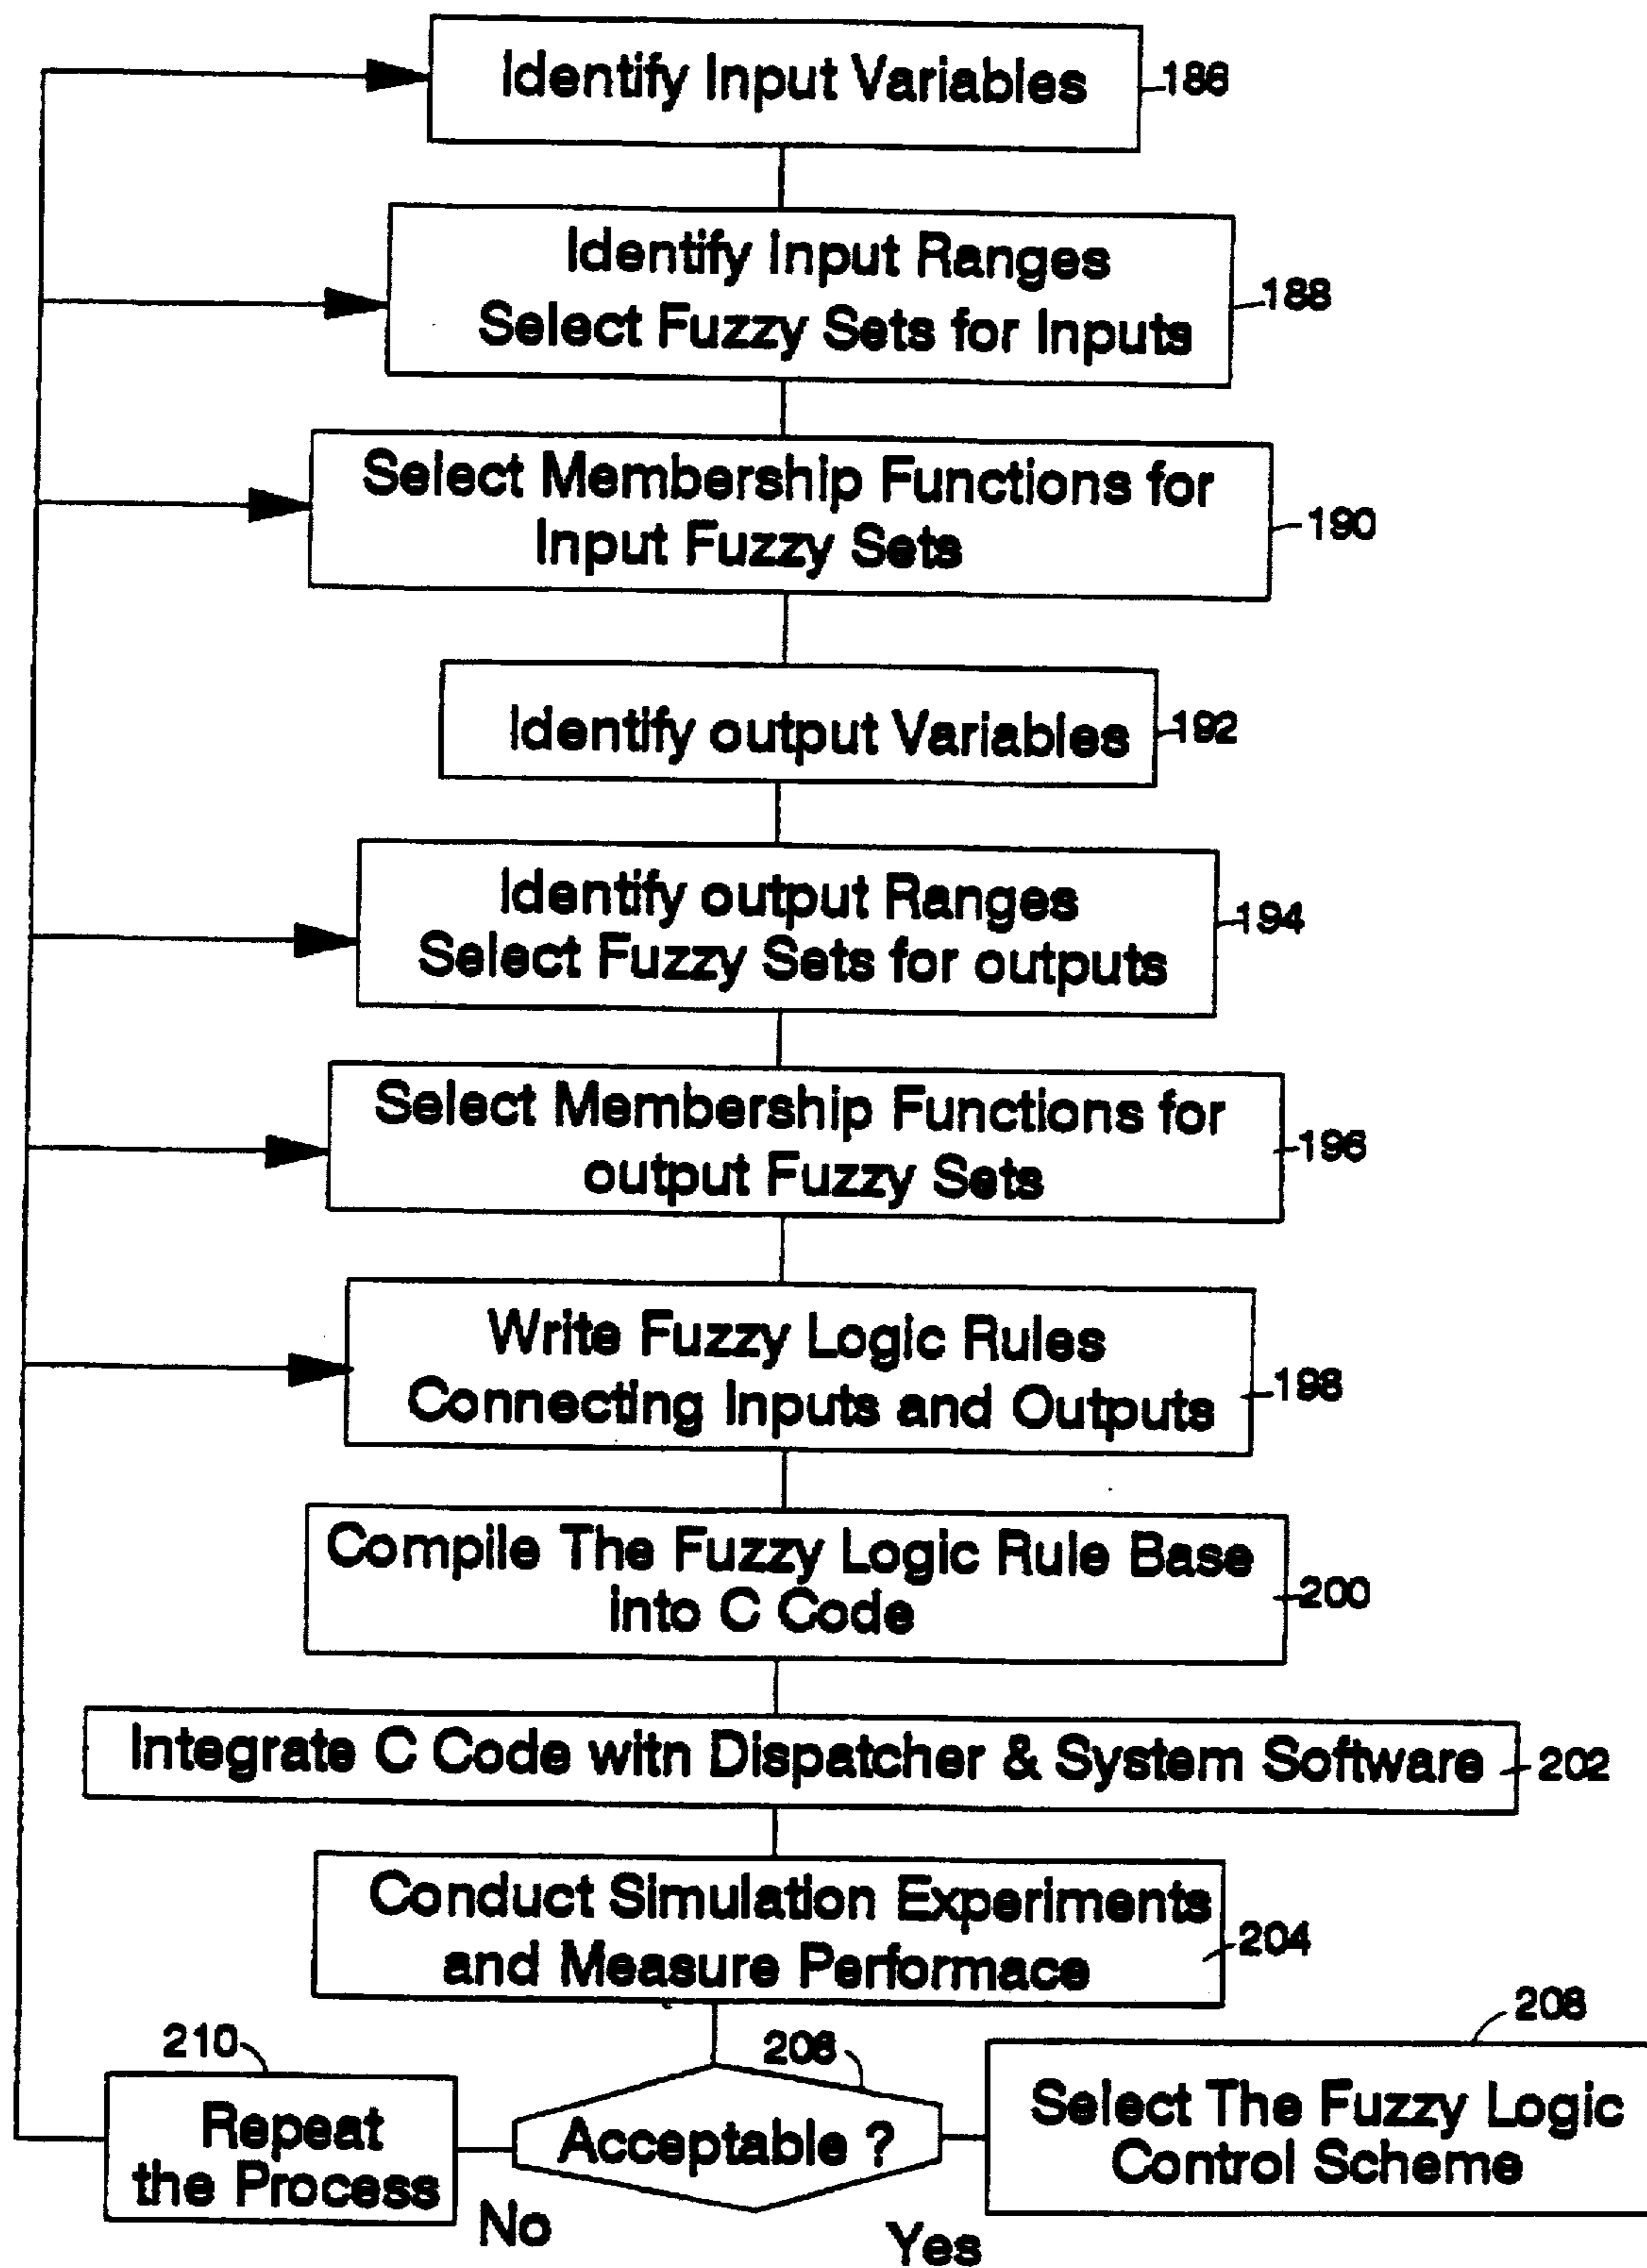 Identify Input Variables
186
Identify Input Ranges
Select Fuzzy Sets for Inputs
188
Select Membership Functions for
Input Fuzzy Sets
190
Identify output Variables
192
Identify output Ranges
Select Fuzzy Sets for outputs
194
Select Membership Functions for
output Fuzzy Sets
196
Write Fuzzy Logic Rules
Connecting Inputs and Outputs
198
Compile The Fuzzy Logic Rule Base
into C Code
200
Integrate C Code witn Dispatcher & System Software
202
Conduct Simulation Experiments
and Measure Performace
204
210
Repeat
the Process
No
206
Acceptable ?
Yes
208
Select The Fuzzy Logic
Control Scheme